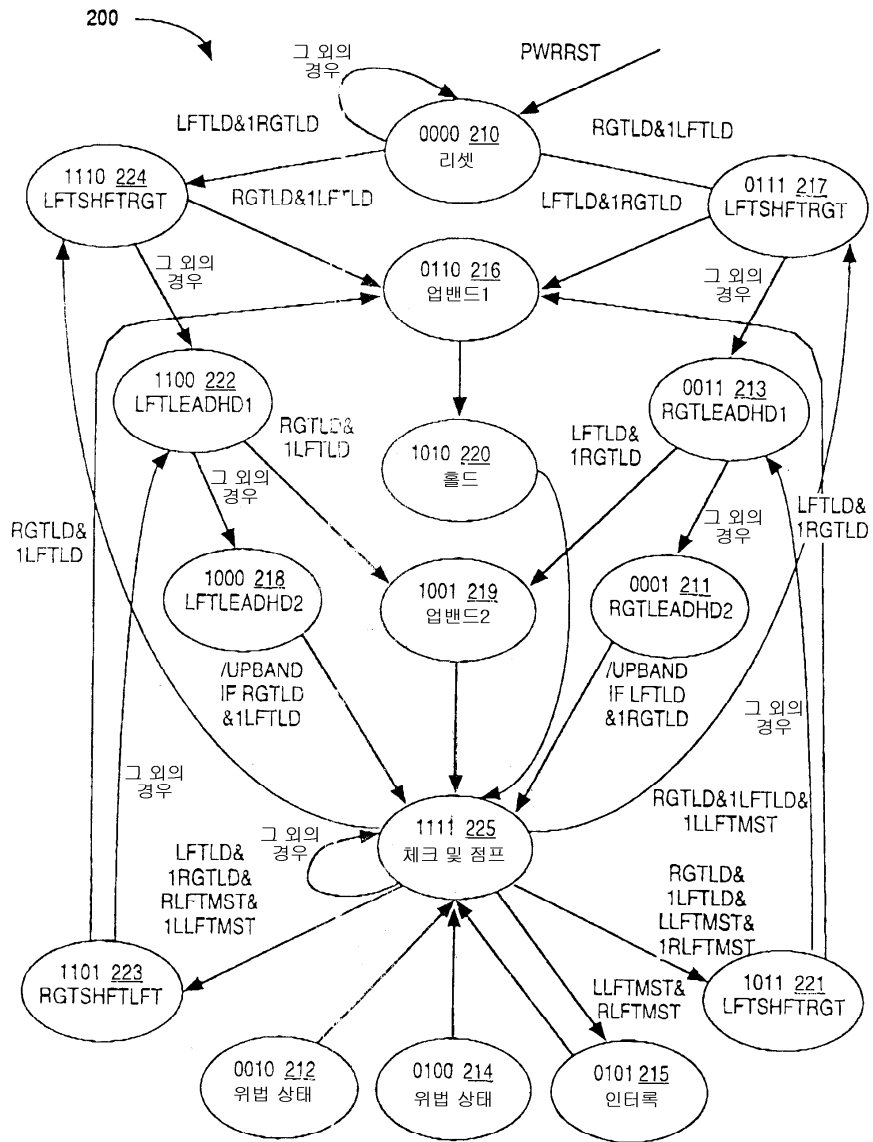 200
PWRRST
그 외의
경우
LFTLD&1RGTLD
RGTLD&1LFTLD
0000 210
리셋
1110 224
LFTSHFTRGT
RGTLD&1LFTLD
LFTLD&1RGTLD
0111 217
LFTSHFTRGT
그 외의
경우
0110 216
업밴드1
그 외의
경우
1100 222
LFTLEADHD1
0011 213
RGTLEADHD1
RGTLD&
1LFTLD
LFTLD&
1RGTLD
1010 220
홀드
그 외의
경우
그 외의
경우
LFTLD&
1RGTLD
RGTLD&
1LFTLD
1000 218
LFTLEADHD2
1001 219
업밴드2
0001 211
RGTLEADHD2
/UPBAND
IF RGTLD
&1LFTLD
/UPBAND
IF LFTLD
&1RGTLD
그 외의
경우
그 외의
경우
RGTLD&1LFTLD&
1LLFTMST
1111 225
체크 및 점프
그 외의
경우
LFTLD&
1RGTLD&
RLFTMST&
1LLFTMST
RGTLD&
1LFTLD&
LLFTMST&
1RLFTMST
1101 223
RGTSHFTLFT
LLFTMST&
RLFTMST
1011 221
LFTSHFTRGT
0010 212
위법 상태
0100 214
위법 상태
0101 215
인터록